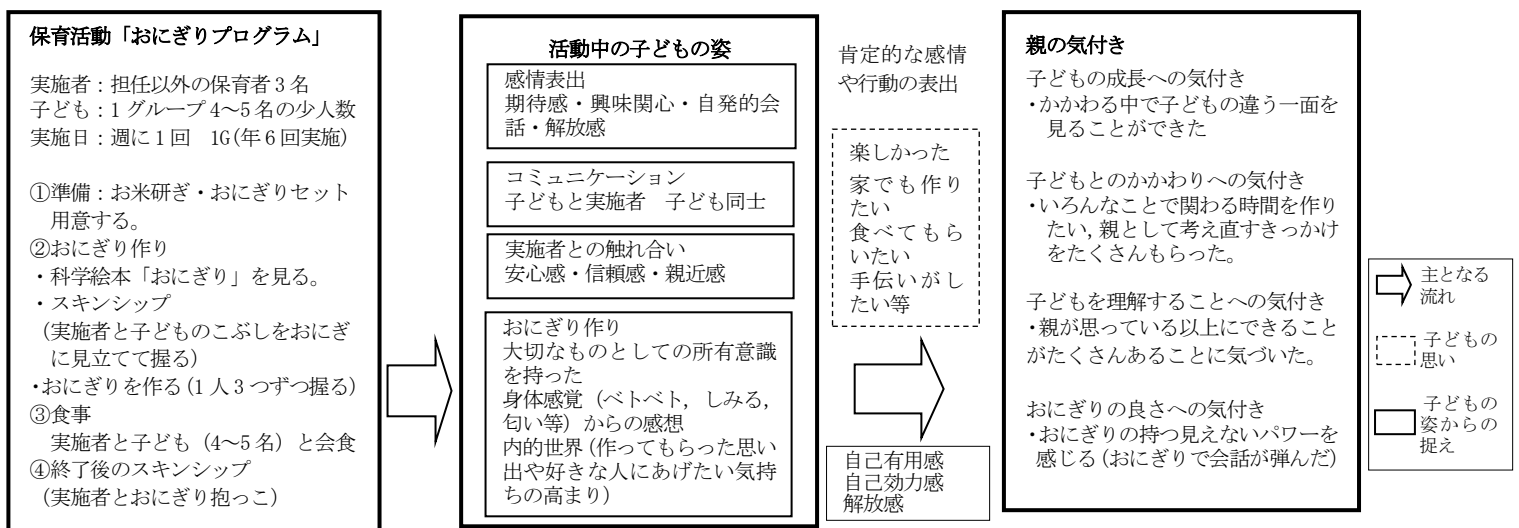 保育活動「おにぎりプログラム」
実施者：担任以外の保育者3名
子ども：1グループ4～5名の少人数
実施日：週に1回　1G(年6回実施)
①準備：お米研ぎ・おにぎりセット
用意する。
②おにぎり作り
・科学絵本「おにぎり」を見る。
・スキンシップ
(実施者と子どものこぶしをおにぎ
に見立てて握る)
・おにぎりを作る(1人3つずつ握る)
③食事
実施者と子ども（4～5名）と会食
④終了後のスキンシップ
(実施者とおにぎり抱っこ)
活動中の子どもの姿
感情表出
期待感・興味関心・自発的会
話・解放感
コミュニケーション
子どもと実施者　子ども同士
実施者との触れ合い
安心感・信頼感・親近感
おにぎり作り
大切なものとしての所有意識
を持った
身体感覚（ベトベト，しみる，
匂い等）からの感想
内的世界(作ってもらった思い
出や好きな人にあげたい気持
ちの高まり)
肯定的な感情
や行動の表出
楽しかった
家でも作り
たい
食べてもら
いたい
手伝いがし
たい等
自己有用感
自己効力感
解放感
親の気付き
子どもの成長への気付き
・かかわる中で子どもの違う一面を
見ることができた
子どもとのかかわりへの気付き
・いろんなことで関わる時間を作り
たい,親として考え直すきっかけ
をたくさんもらった。
子どもを理解することへの気付き
・親が思っている以上にできること
がたくさんあることに気づいた。
おにぎりの良さへの気付き
・おにぎりの持つ見えないパワーを
感じる(おにぎりで会話が弾んだ)
主となる
流れ
子どもの
思い
子どもの
姿からの
捉え